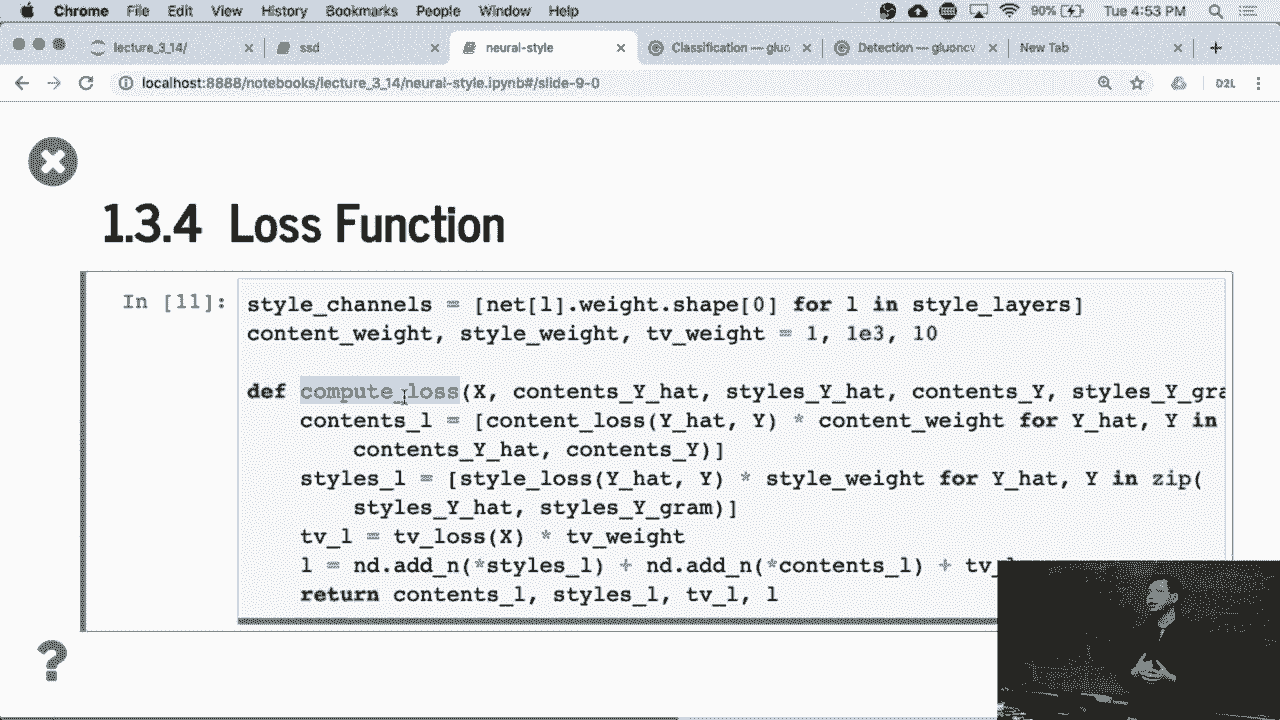 Chrome File Edit View History Bookmarks People Window Help 90% Tue 4:53 PM
lecture_3_14/ ssd neural-style Classification — gluo Detection — gluoncv New Tab
localhost:8888/notebooks/lecture_3_14/neural-style.ipynb#/slide-9-0 D2L
1.3.4 Loss Function
In [11]:
style_channels = [net[l].weight.shape[0] for l in style_layers]
content_weight, style_weight, tv_weight = 1, 1e3, 10
def compute_loss(X, contents_Y_hat, styles_Y_hat, contents_Y, styles_Y_gra
contents_l = [content_loss(Y_hat, Y) * content_weight for Y_hat, Y in
contents_Y_hat, contents_Y)]
styles_l = [style_loss(Y_hat, Y) * style_weight for Y_hat, Y in zip(
styles_Y_hat, styles_Y_gram)]
tv_l = tv_loss(X) * tv_weight
l = nd.add_n(*styles_l) + nd.add_n(*contents_l) + tv_l
return contents_l, styles_l, tv_l, l
?